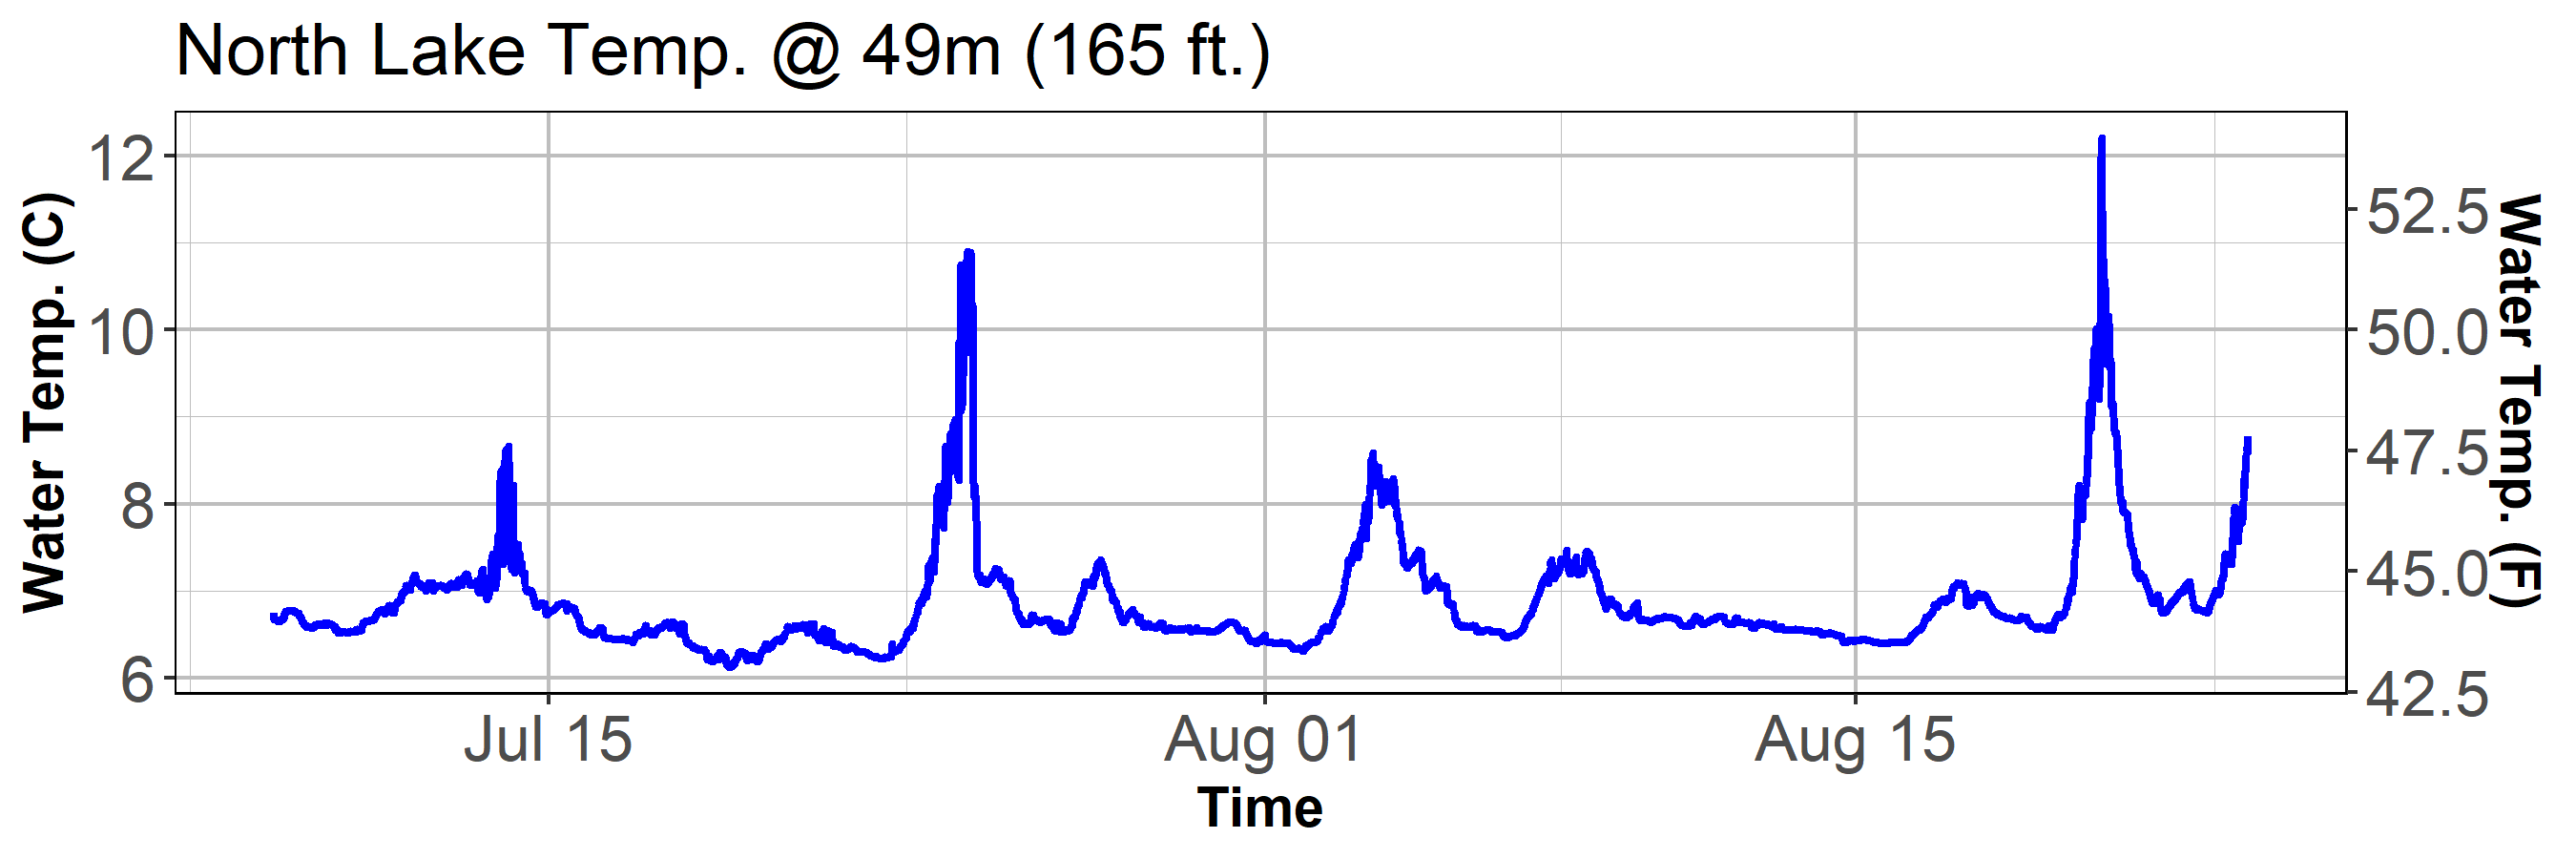 North Lake Temp. @ 49m (165 ft.)
Water Temp. (C)
12
10
8
6
52.5
50.0
47.5
45.0
42.5
Water Temp. (F)
Jul 15
Aug 01
Aug 15
Time